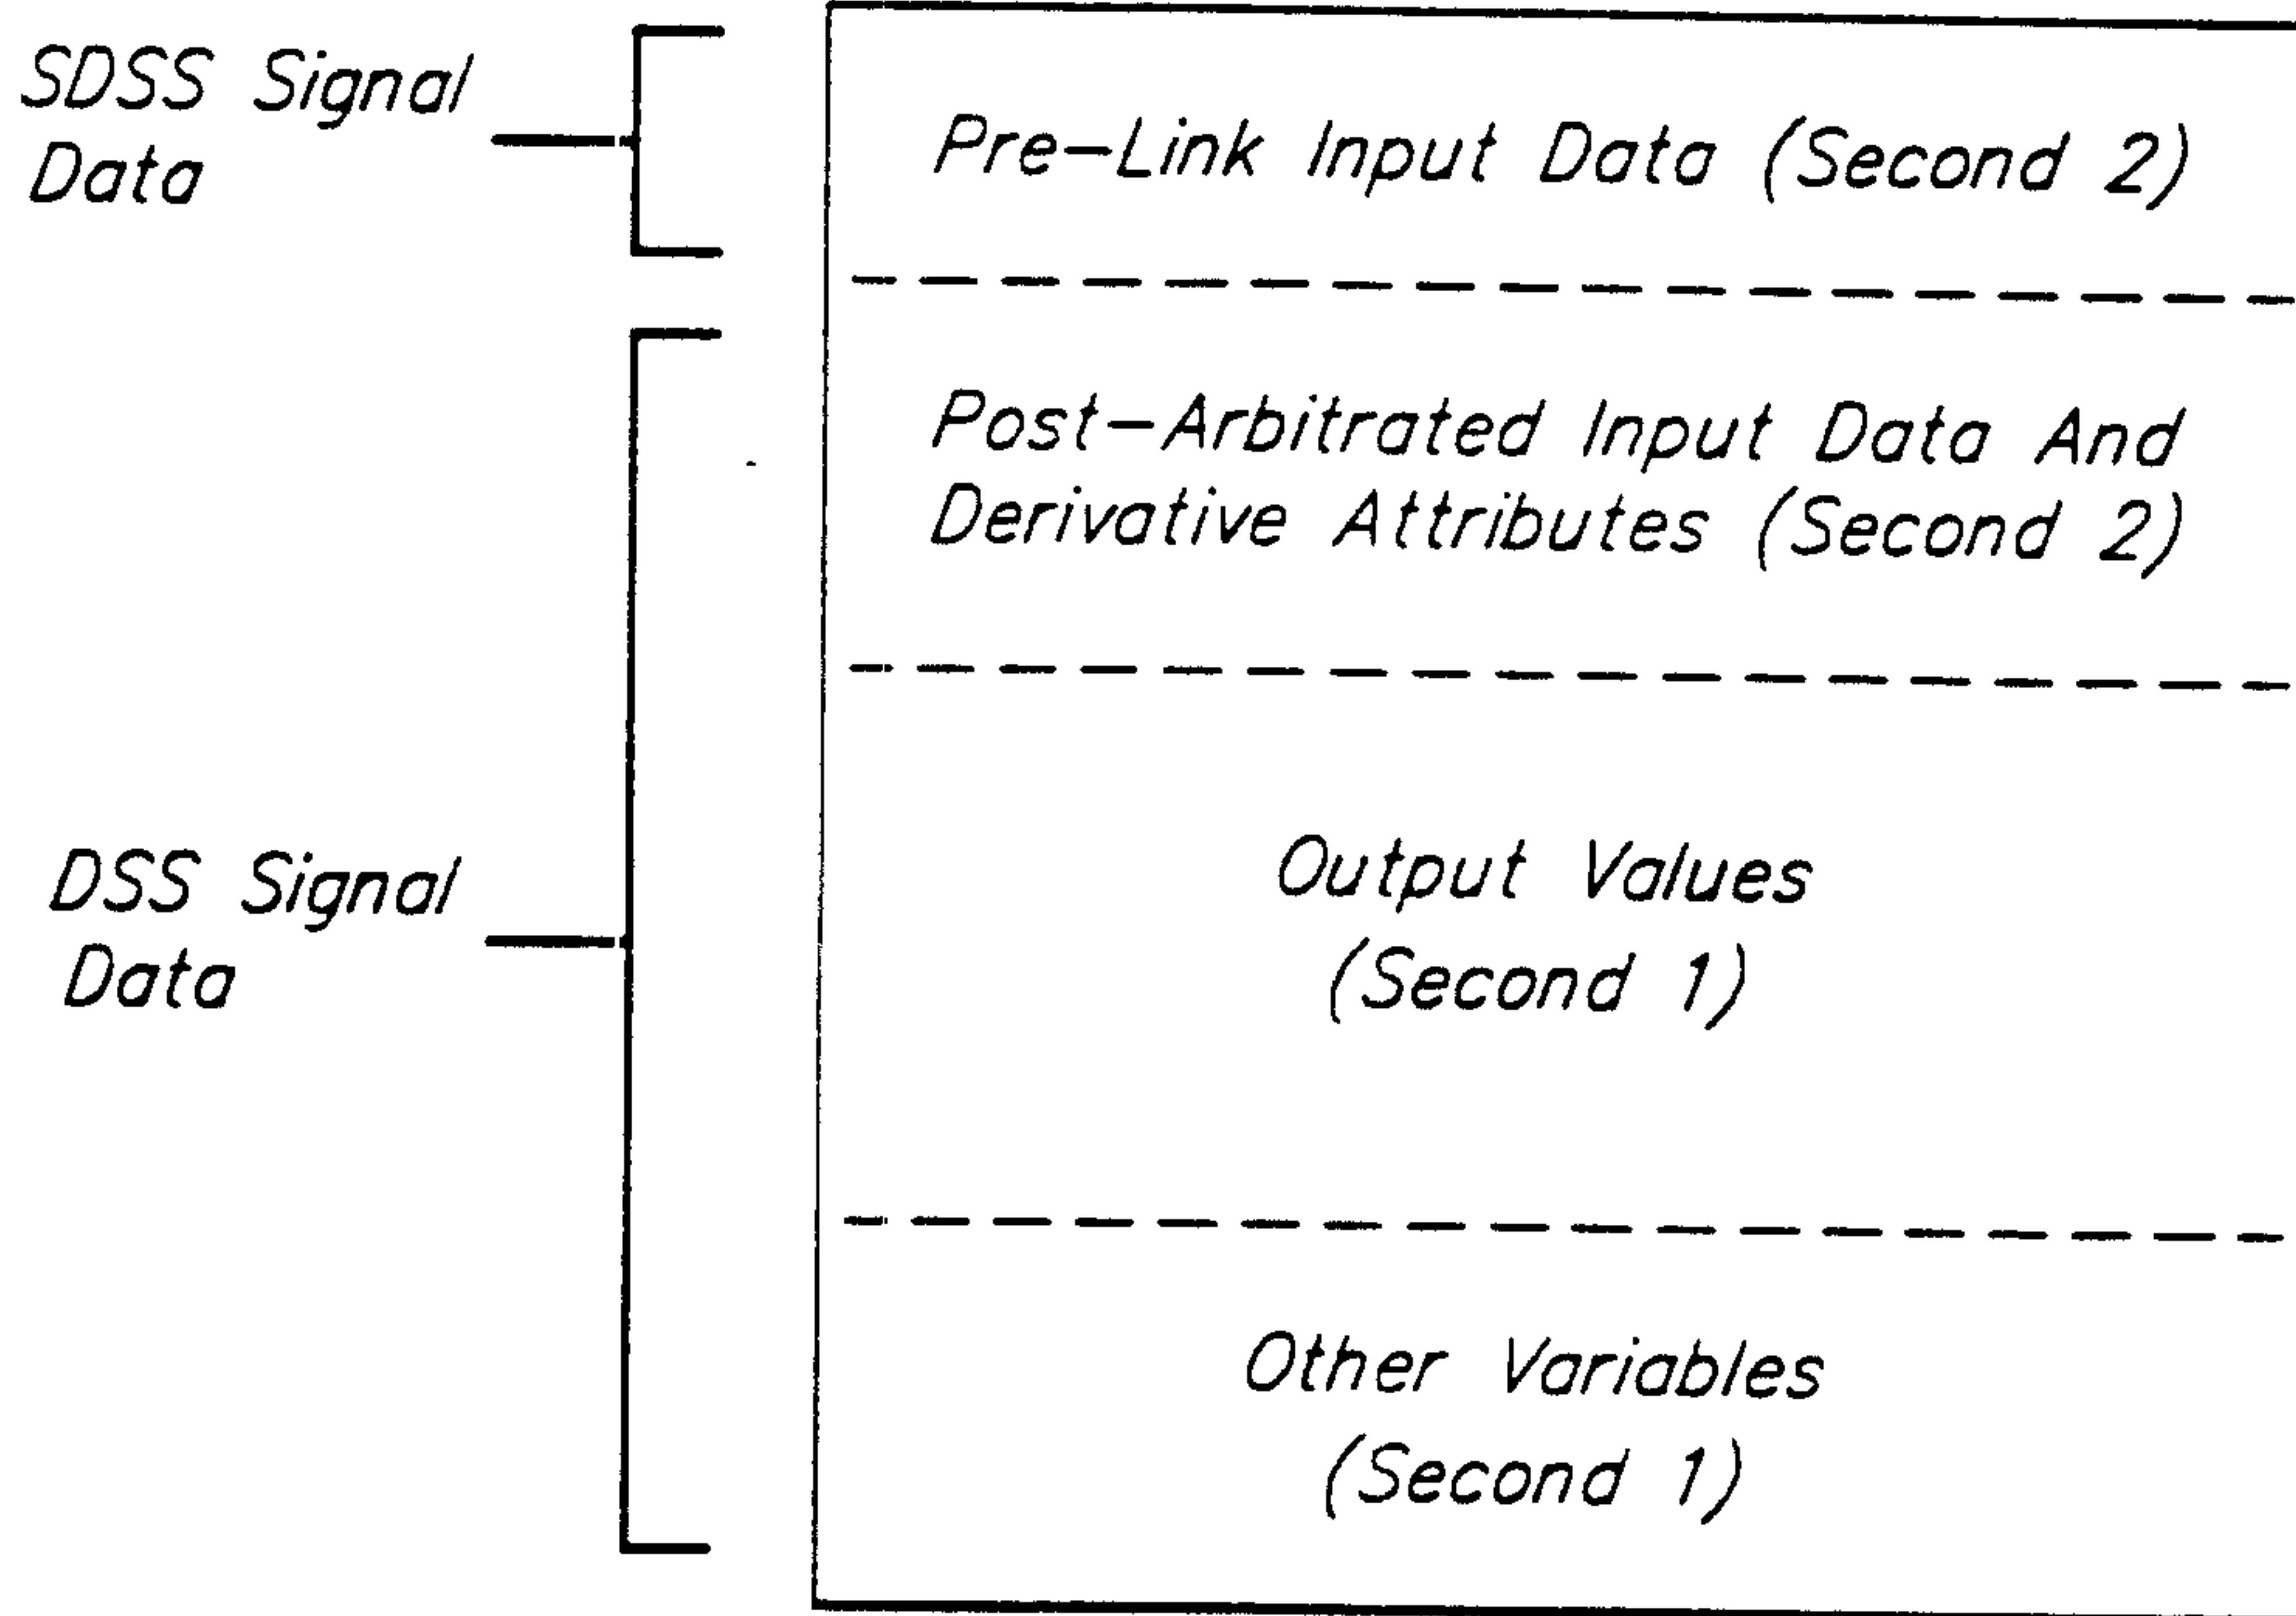 SDSS Signal
Data
Pre-Link Input Data (Second 2)
Post-Arbitrated Input Data And
Derivative Attributes (Second 2)
DSS Signal
Data
Output Values
(Second 1)
Other Variables
(Second 1)